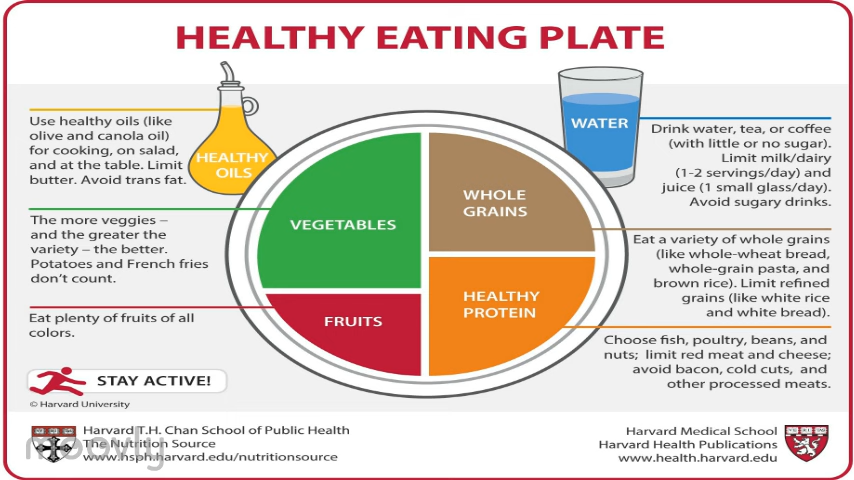 HEALTHY EATING PLATE
Use healthy oils (like
olive and canola oil)
for cooking, on salad,
and at the table. Limit
butter. Avoid trans fat.
HEALTHY
OILS
The more veggies –
and the greater the
variety – the better.
Potatoes and French fries
don't count.
Eat plenty of fruits of all
colors.
VEGETABLES
FRUITS
WHOLE
GRAINS
HEALTHY
PROTEIN
WATER
Drink water, tea, or coffee
(with little or no sugar).
Limit milk/dairy
(1-2 servings/day) and
juice (1 small glass/day).
Avoid sugary drinks.
Eat a variety of whole grains
(like whole-wheat bread,
whole-grain pasta, and
brown rice). Limit refined
grains (like white rice
and white bread).
Choose fish, poultry, beans, and
nuts; limit red meat and cheese;
avoid bacon, cold cuts, and
other processed meats.
STAY ACTIVE!
© Harvard University
Harvard T.H. Chan School of Public Health
The Nutrition Source
www.hsph.harvard.edu/nutritionsource
moovly
Harvard Medical School
Harvard Health Publications
www.health.harvard.edu